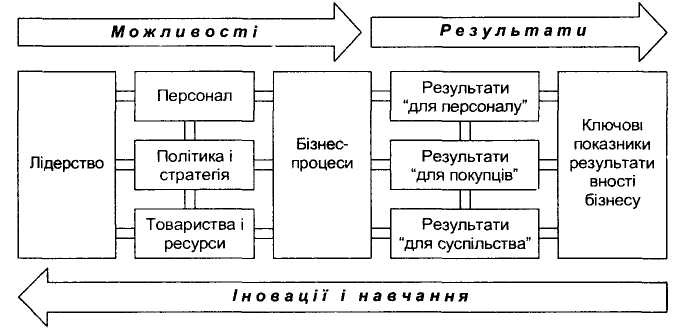 Можливості
Результати
Лідерство
Персонал
Політика і
стратегія
Товариства і
ресурси
Бізнес-
процеси
Результати
“для персоналу”
Результати
“для покупців”
Результати
“для суспільства”
Ключові
показники
результати
вності
бізнесу
Іновації і навчання